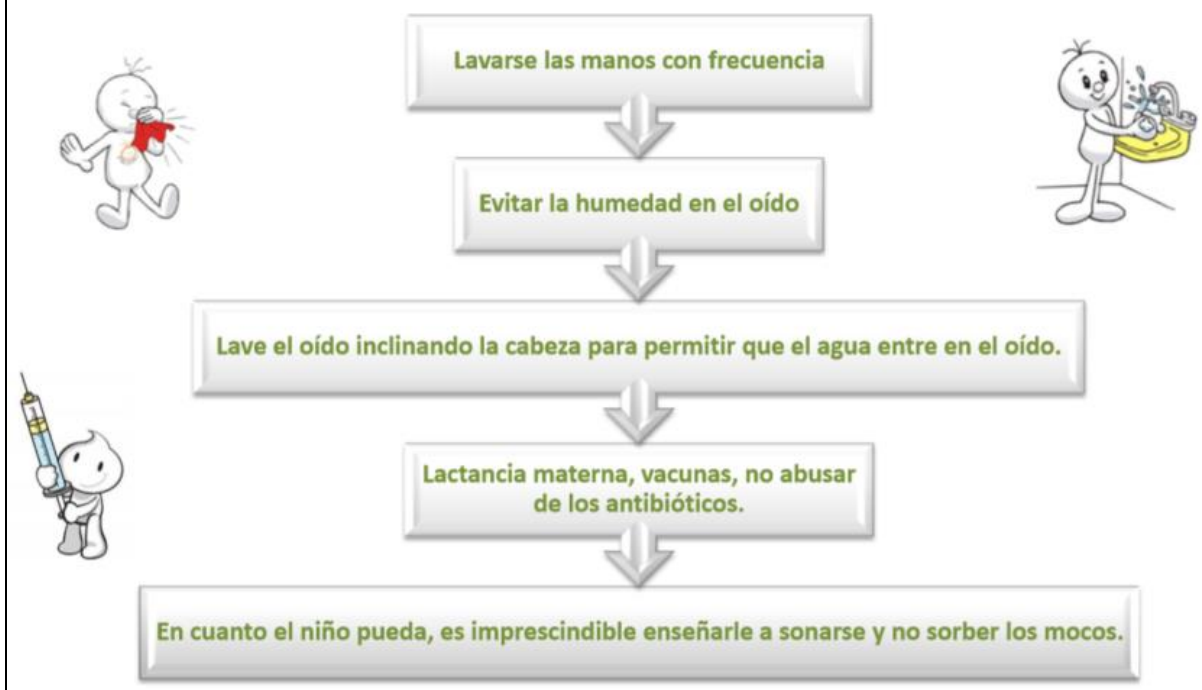 Lavarse las manos con frecuencia
Evitar la humedad en el oído
Lave el oído inclinando la cabeza para permitir que el agua entre en el oído.
Lactancia materna, vacunas, no abusar
de los antibióticos.
En cuanto el niño pueda, es imprescindible enseñarle a sonarse y no sorber los mocos.